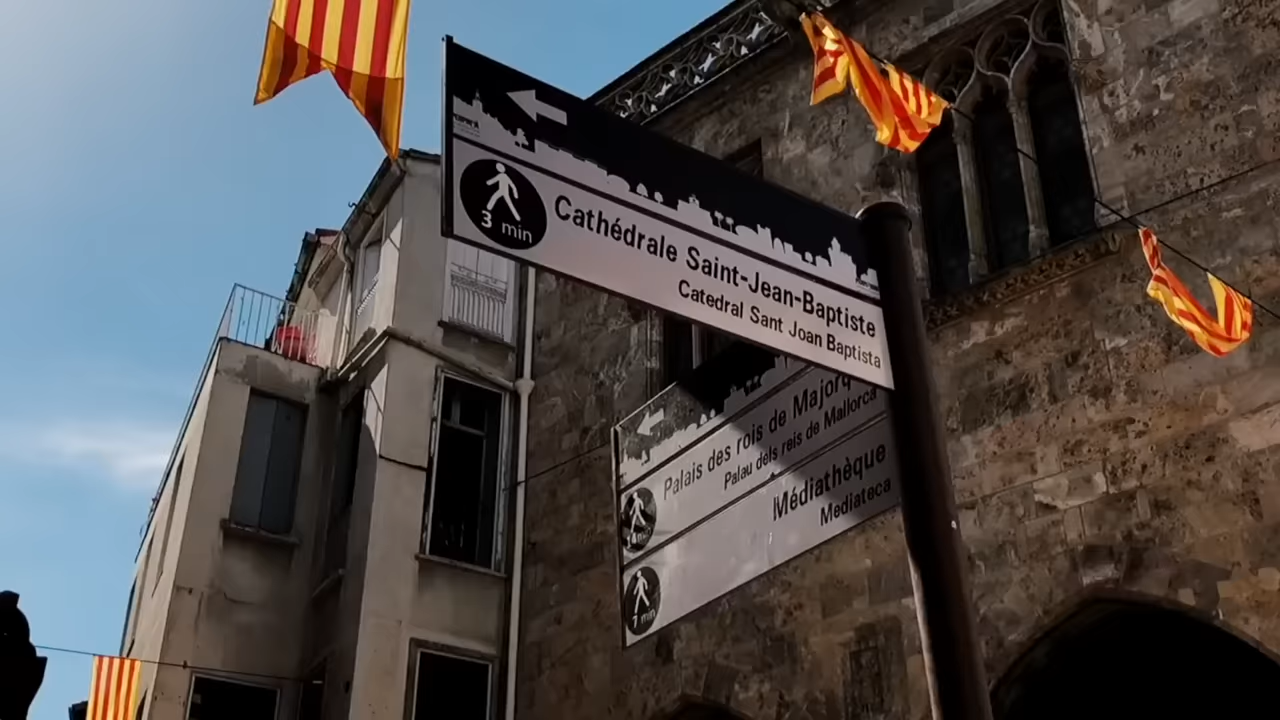 3 min
Cathédrale Saint-Jean-Baptiste
Catedral Sant Joan Baptista
Palais des rois de Majorq
Palau dels reis de Mallorca
Médiathèque
Mediateca
min
7 min